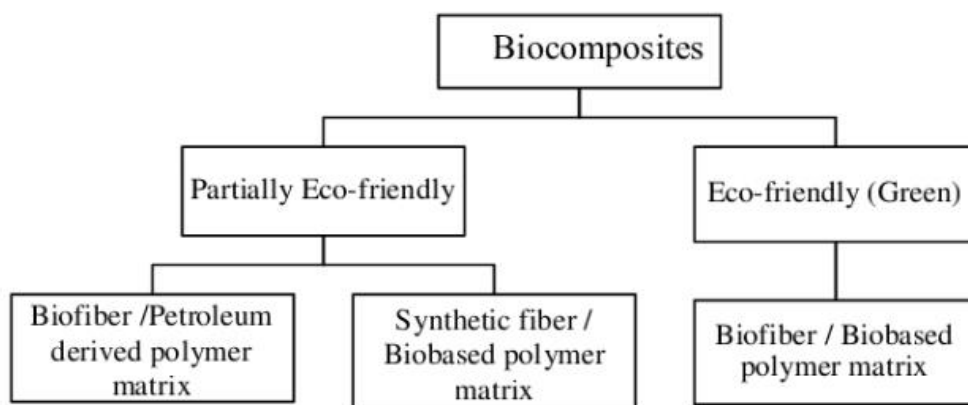 Biocomposites
Partially Eco-friendly
Eco-friendly (Green)
Biofiber /Petroleum
derived polymer
matrix
Synthetic fiber /
Biobased polymer
matrix
Biofiber / Biobased
polymer matrix